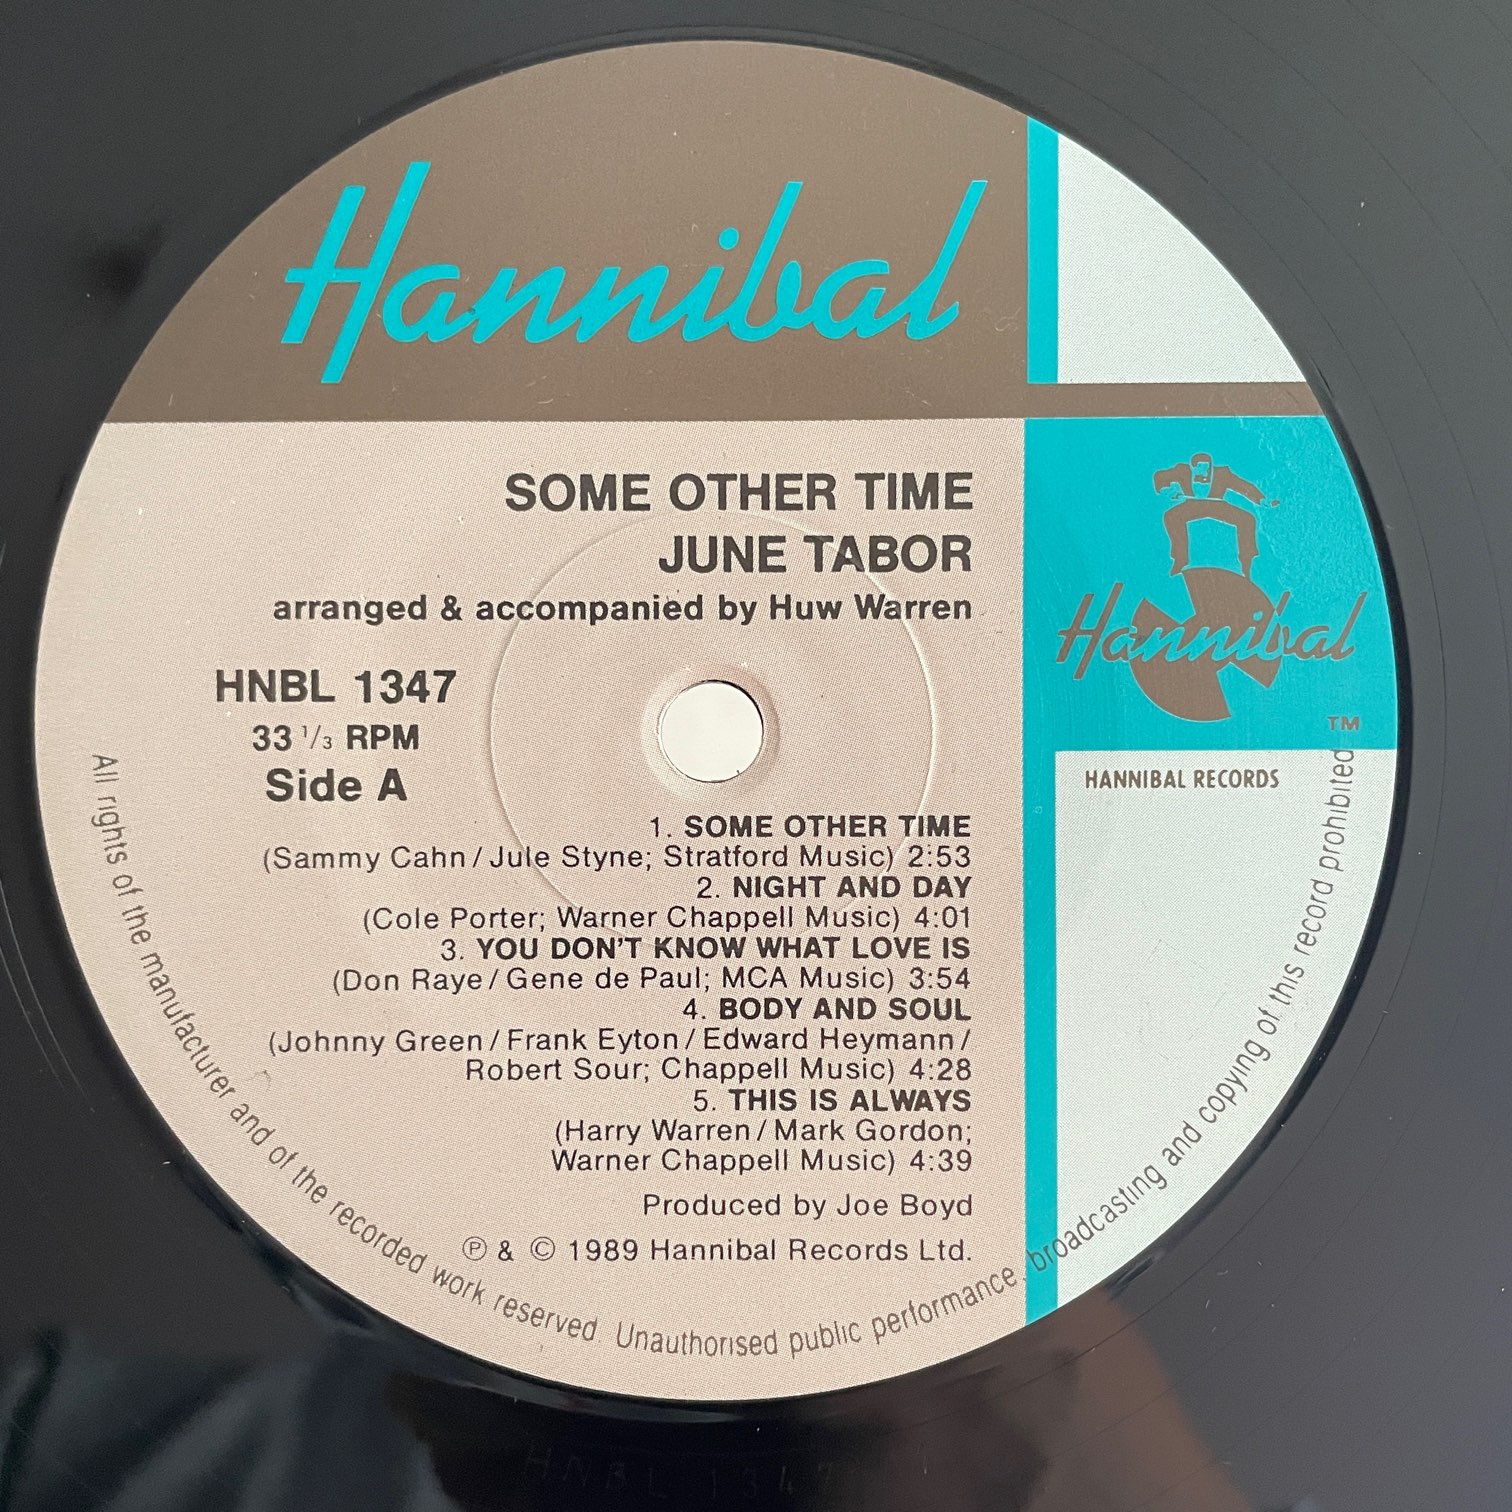 Hannibal
SOME OTHER TIME
JUNE TABOR
arranged & accompanied by Huw Warren
HNBL 1347
33 1/3 RPM
Side A
Hannibal
TM
HANNIBAL RECORDS
1. SOME OTHER TIME
(Sammy Cahn/Jule Styne; Stratford Music) 2:53
2. NIGHT AND DAY
(Cole Porter; Warner Chappell Music) 4:01
3. YOU DON'T KNOW WHAT LOVE IS
(Don Raye/Gene de Paul; MCA Music) 3:54
4. BODY AND SOUL
(Johnny Green/Frank Eyton/Edward Heymann/
Robert Sour; Chappell Music) 4:28
5. THIS IS ALWAYS
(Harry Warren/Mark Gordon;
Warner Chappell Music) 4:39
Produced by Joe Boyd
℗ & © 1989 Hannibal Records Ltd.
All rights of the manufacturer and of the recorded work reserved. Unauthorised public performance, broadcasting and copying of this record prohibited
HNBL 1347